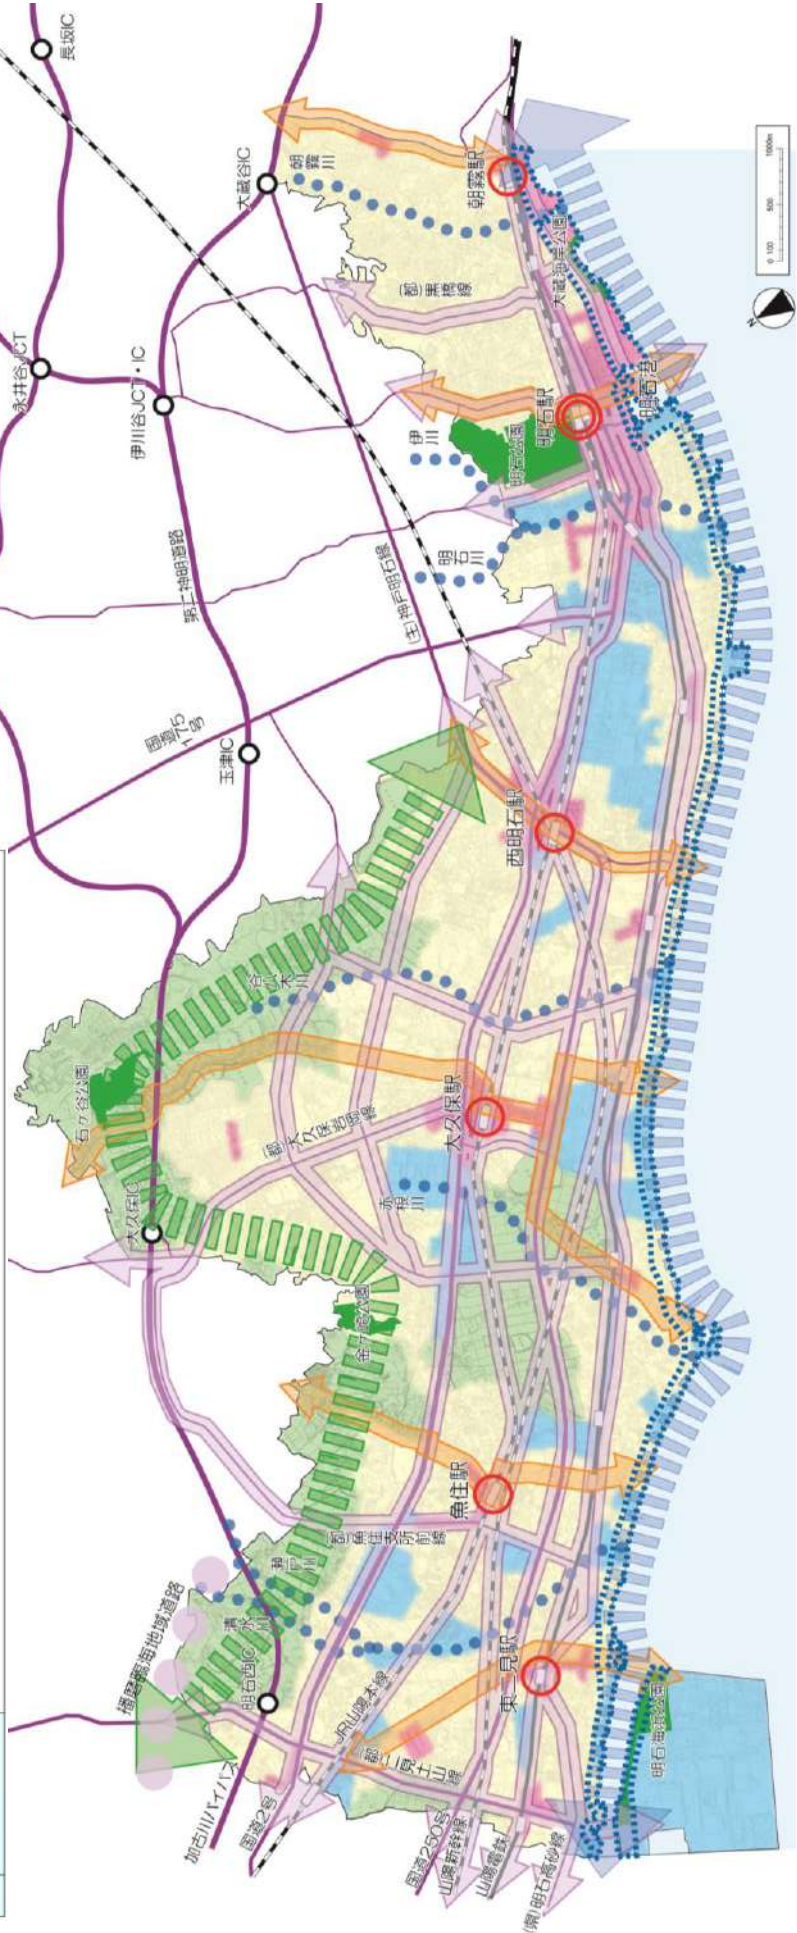 長坂IC
大蔵谷IC
朝霧川
朝霧駅
永井谷JCT
伊川谷JCT・IC
大蔵海岸公園
明石駅
明石港
伊川
明石公園
第二神明道路
明石川
(主)神戸明石線
国道175号
玉津IC
西明石駅
谷八木川
石ヶ谷公園
(都)大久保岩岡線
大久保駅
大久保IC
赤根川
金ヶ崎公園
魚住駅
(都)魚住支所前線
瀬戸川
清水川
播磨臨海地域道路
明石西IC
JR山陽本線
東二見駅
(都)二見土山線
明石海浜公園
加古川バイパス
国道2号
国道250号
山陽新幹線
山陽電鉄
(県)明石高砂線
N
0 100 500 1000m